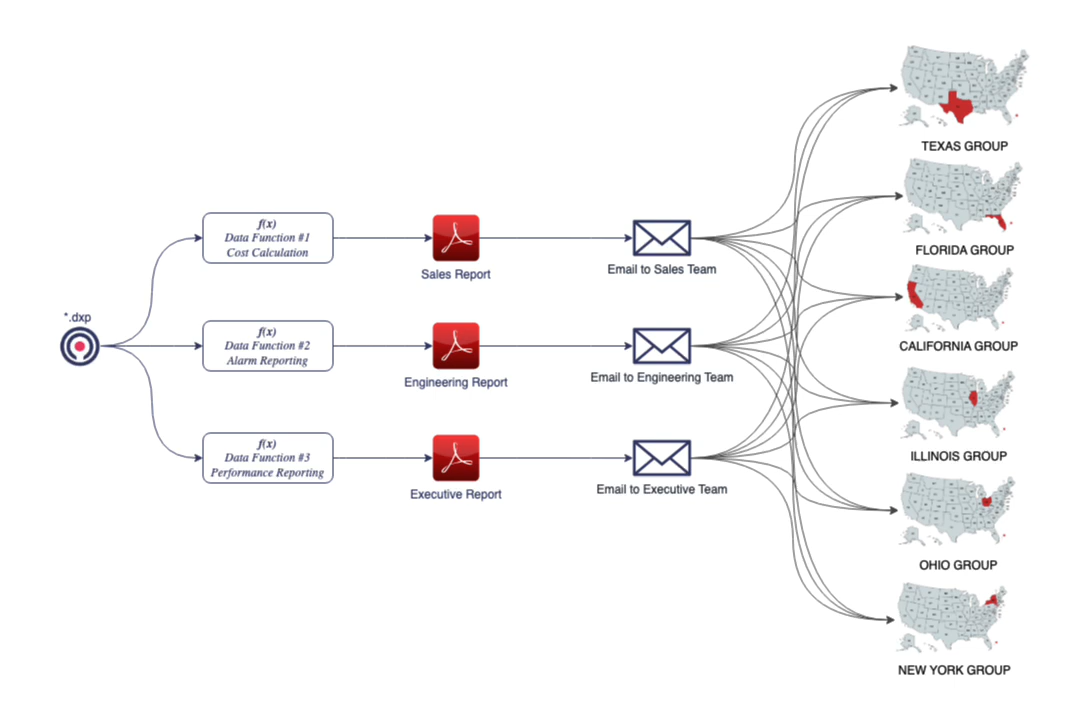 *.dxp
f(x)
Data Function #1
Cost Calculation
Sales Report
Email to Sales Team
f(x)
Data Function #2
Alarm Reporting
Engineering Report
Email to Engineering Team
f(x)
Data Function #3
Performance Reporting
Executive Report
Email to Executive Team
TEXAS GROUP
FLORIDA GROUP
CALIFORNIA GROUP
ILLINOIS GROUP
OHIO GROUP
NEW YORK GROUP